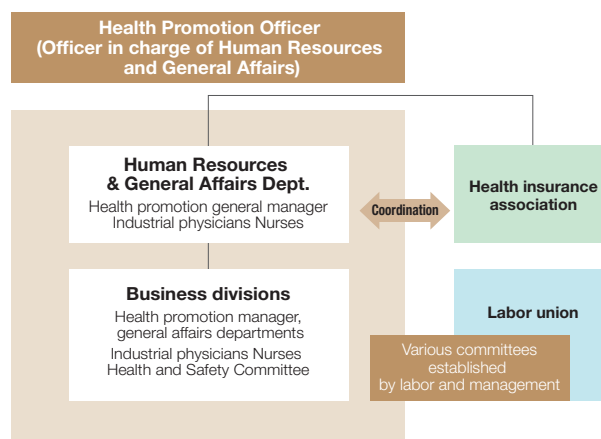 Health Promotion Officer
(Officer in charge of Human Resources
and General Affairs)
Human Resources
& General Affairs Dept.
Health promotion general manager
Industrial physicians Nurses
Coordination
Health insurance
association
Business divisions
Health promotion manager,
general affairs departments
Industrial physicians Nurses
Health and Safety Committee
Labor union
Various committees
established
by labor and management